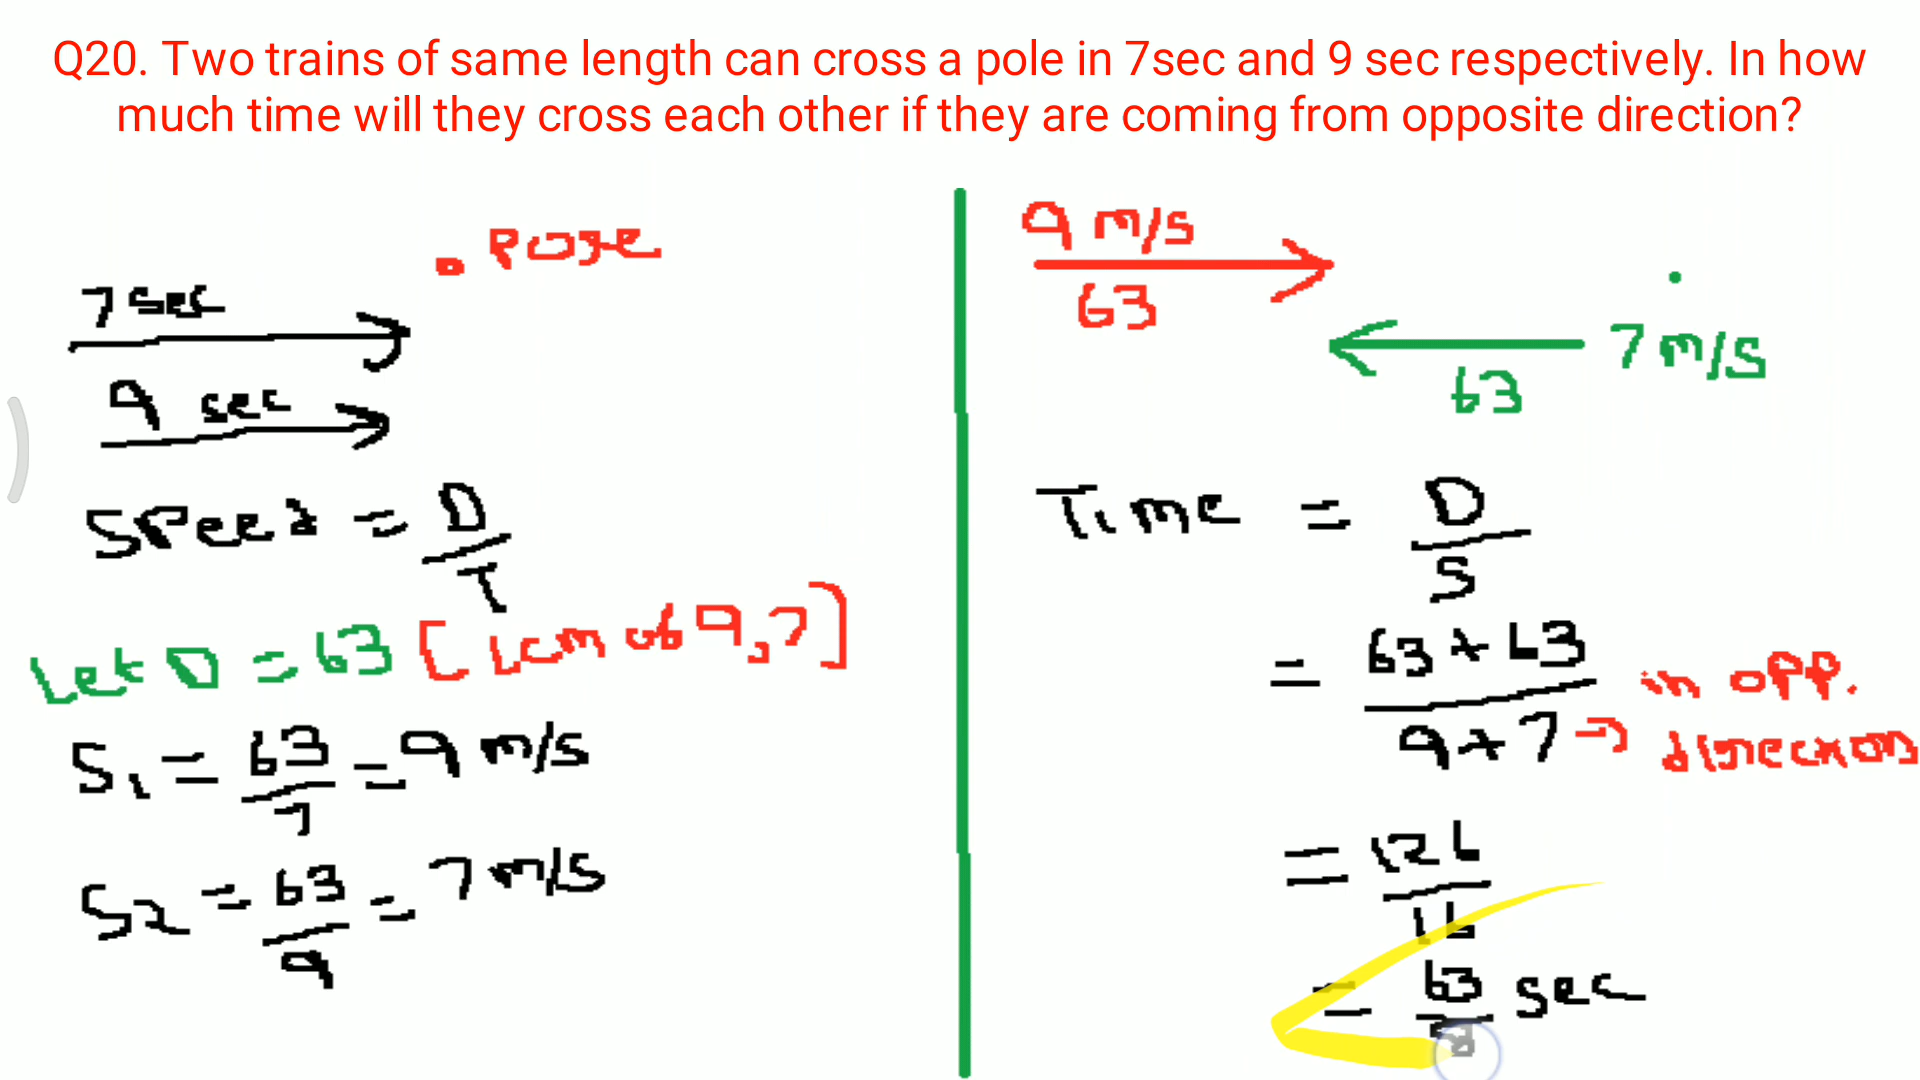 Q20. Two trains of same length can cross a pole in 7sec and 9 sec respectively. In how
much time will they cross each other if they are coming from opposite direction?
7 sec
9 sec
Speed = D/T
Let D = 63 [Lcm of 9,7]
S1 = 63/7 = 9 m/s
S2 = 63/9 = 7 m/s
9 m/s
63
7 m/s
63
Time = D/S
= 63+63/9+7 → in opp. direction
= 126/16
= 63/8 sec